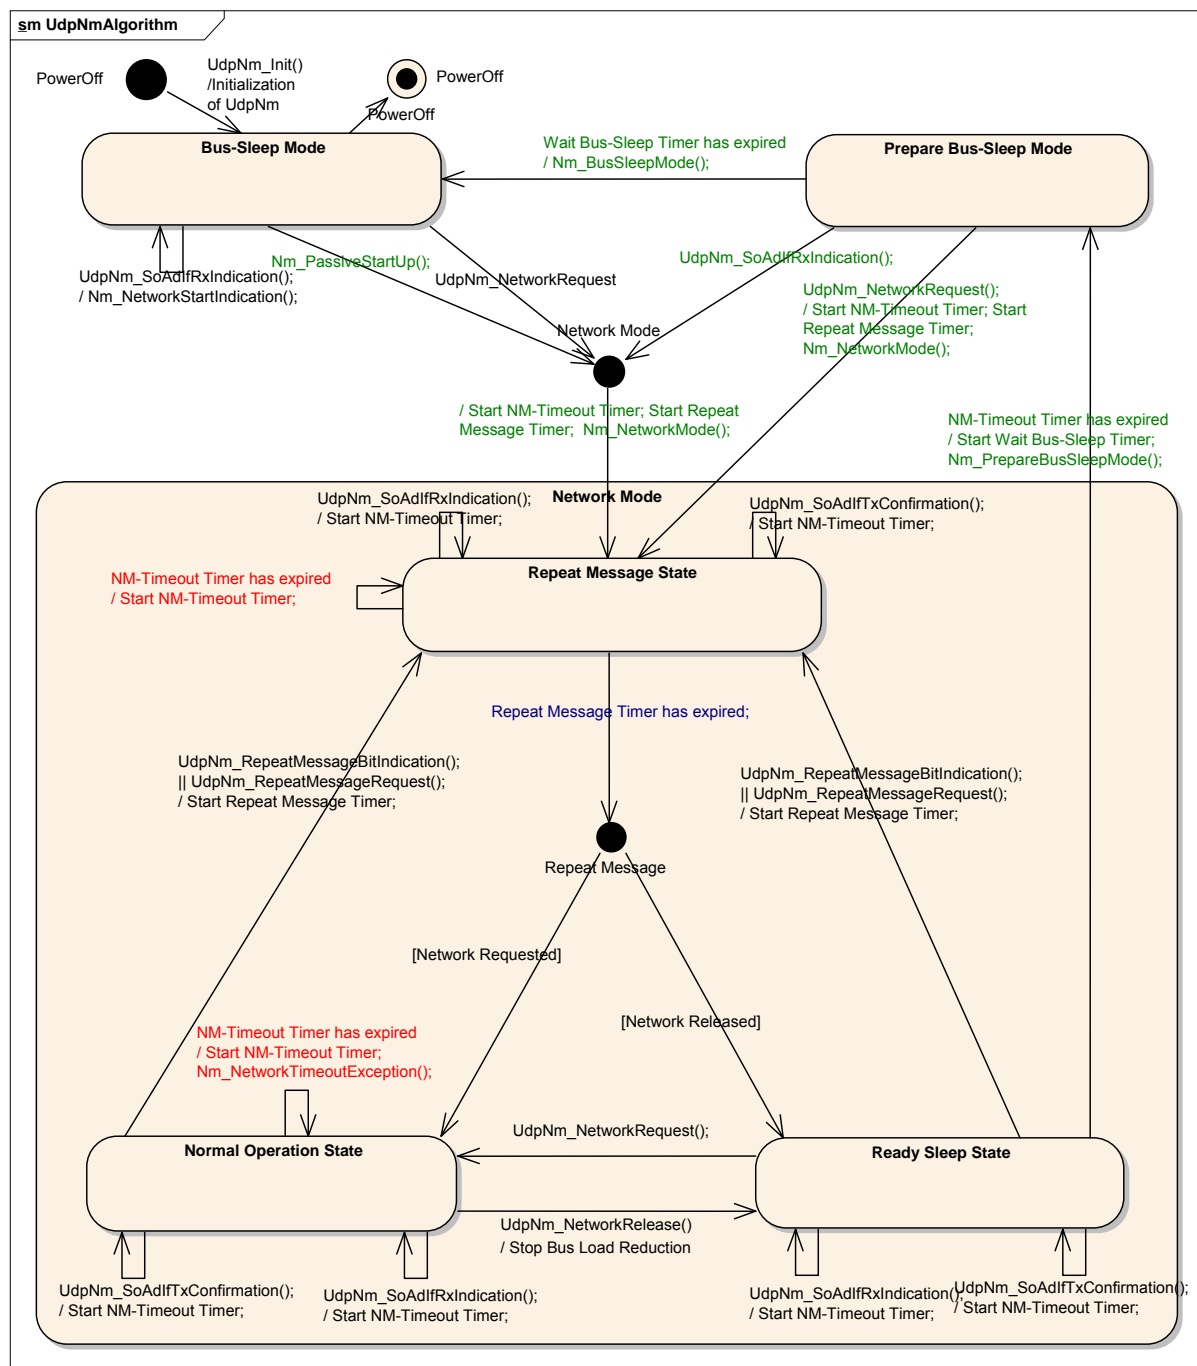 sm UdpNmAlgorithm
PowerOff
UdpNm_Init()
/Initialization
of UdpNm
PowerOff
PowerOff
Bus-Sleep Mode
Wait Bus-Sleep Timer has expired
/ Nm_BusSleepMode();
Prepare Bus-Sleep Mode
UdpNm_SoAdIfRxIndication();
/ Nm_NetworkStartIndication();
Nm_PassiveStartUp();
UdpNm_NetworkRequest
UdpNm_SoAdIfRxIndication();
UdpNm_NetworkRequest();
/ Start NM-Timeout Timer; Start
Repeat Message Timer;
Nm_NetworkMode();
Network Mode
/ Start NM-Timeout Timer; Start Repeat
Message Timer;  Nm_NetworkMode();
NM-Timeout Timer has expired
/ Start Wait Bus-Sleep Timer;
Nm_PrepareBusSleepMode();
Network Mode
UdpNm_SoAdIfRxIndication();
/ Start NM-Timeout Timer;
UdpNm_SoAdIfTxConfirmation();
/ Start NM-Timeout Timer;
Repeat Message State
NM-Timeout Timer has expired
/ Start NM-Timeout Timer;
Repeat Message Timer has expired;
UdpNm_RepeatMessageBitIndication();
|| UdpNm_RepeatMessageRequest();
/ Start Repeat Message Timer;
UdpNm_RepeatMessageBitIndication();
|| UdpNm_RepeatMessageRequest();
/ Start Repeat Message Timer;
Repeat Message
[Network Requested]
[Network Released]
NM-Timeout Timer has expired
/ Start NM-Timeout Timer;
Nm_NetworkTimeoutException();
Normal Operation State
UdpNm_NetworkRequest();
Ready Sleep State
UdpNm_NetworkRelease()
/ Stop Bus Load Reduction
UdpNm_SoAdIfTxConfirmation();
/ Start NM-Timeout Timer;
UdpNm_SoAdIfRxIndication();
/ Start NM-Timeout Timer;
UdpNm_SoAdIfRxIndication();
/ Start NM-Timeout Timer;
UdpNm_SoAdIfTxConfirmation();
/ Start NM-Timeout Timer;